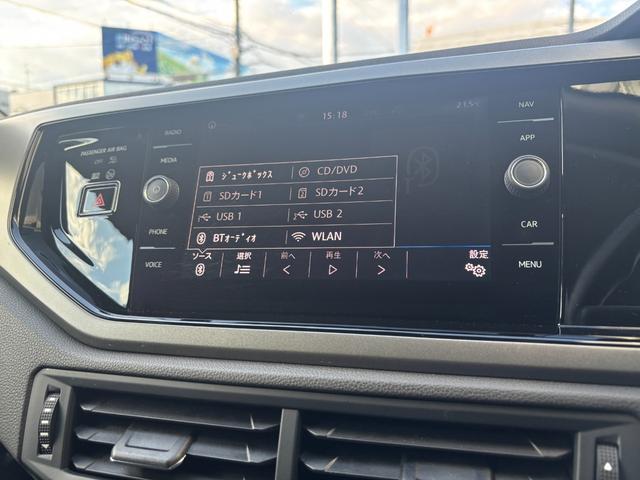 PASSENGER AIR BAG
OFF
RADIO
MEDIA
PHONE
VOICE
15:18
21.5℃
ジュークボックス
CD/DVD
SDカード1
SDカード2
USB 1
USB 2
BTオーディオ
WLAN
ソース
選択
前へ
再生
次へ
設定
NAV
APP
CAR
MENU